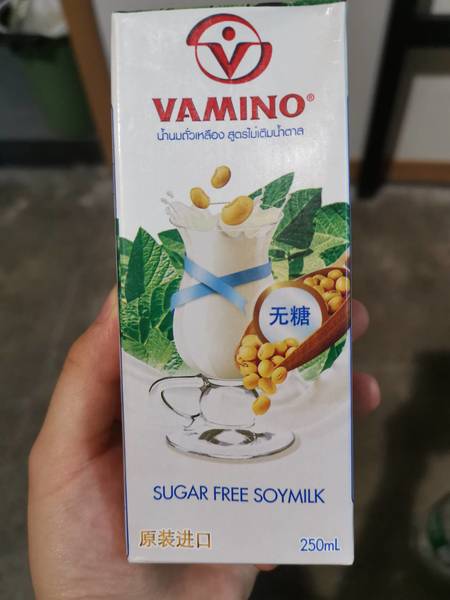 VAMINO®
น้ำนมถั่วเหลือง สูตรไม่เติมน้ำตาล
无糖
SUGAR FREE SOYMILK
原装进口
250mL